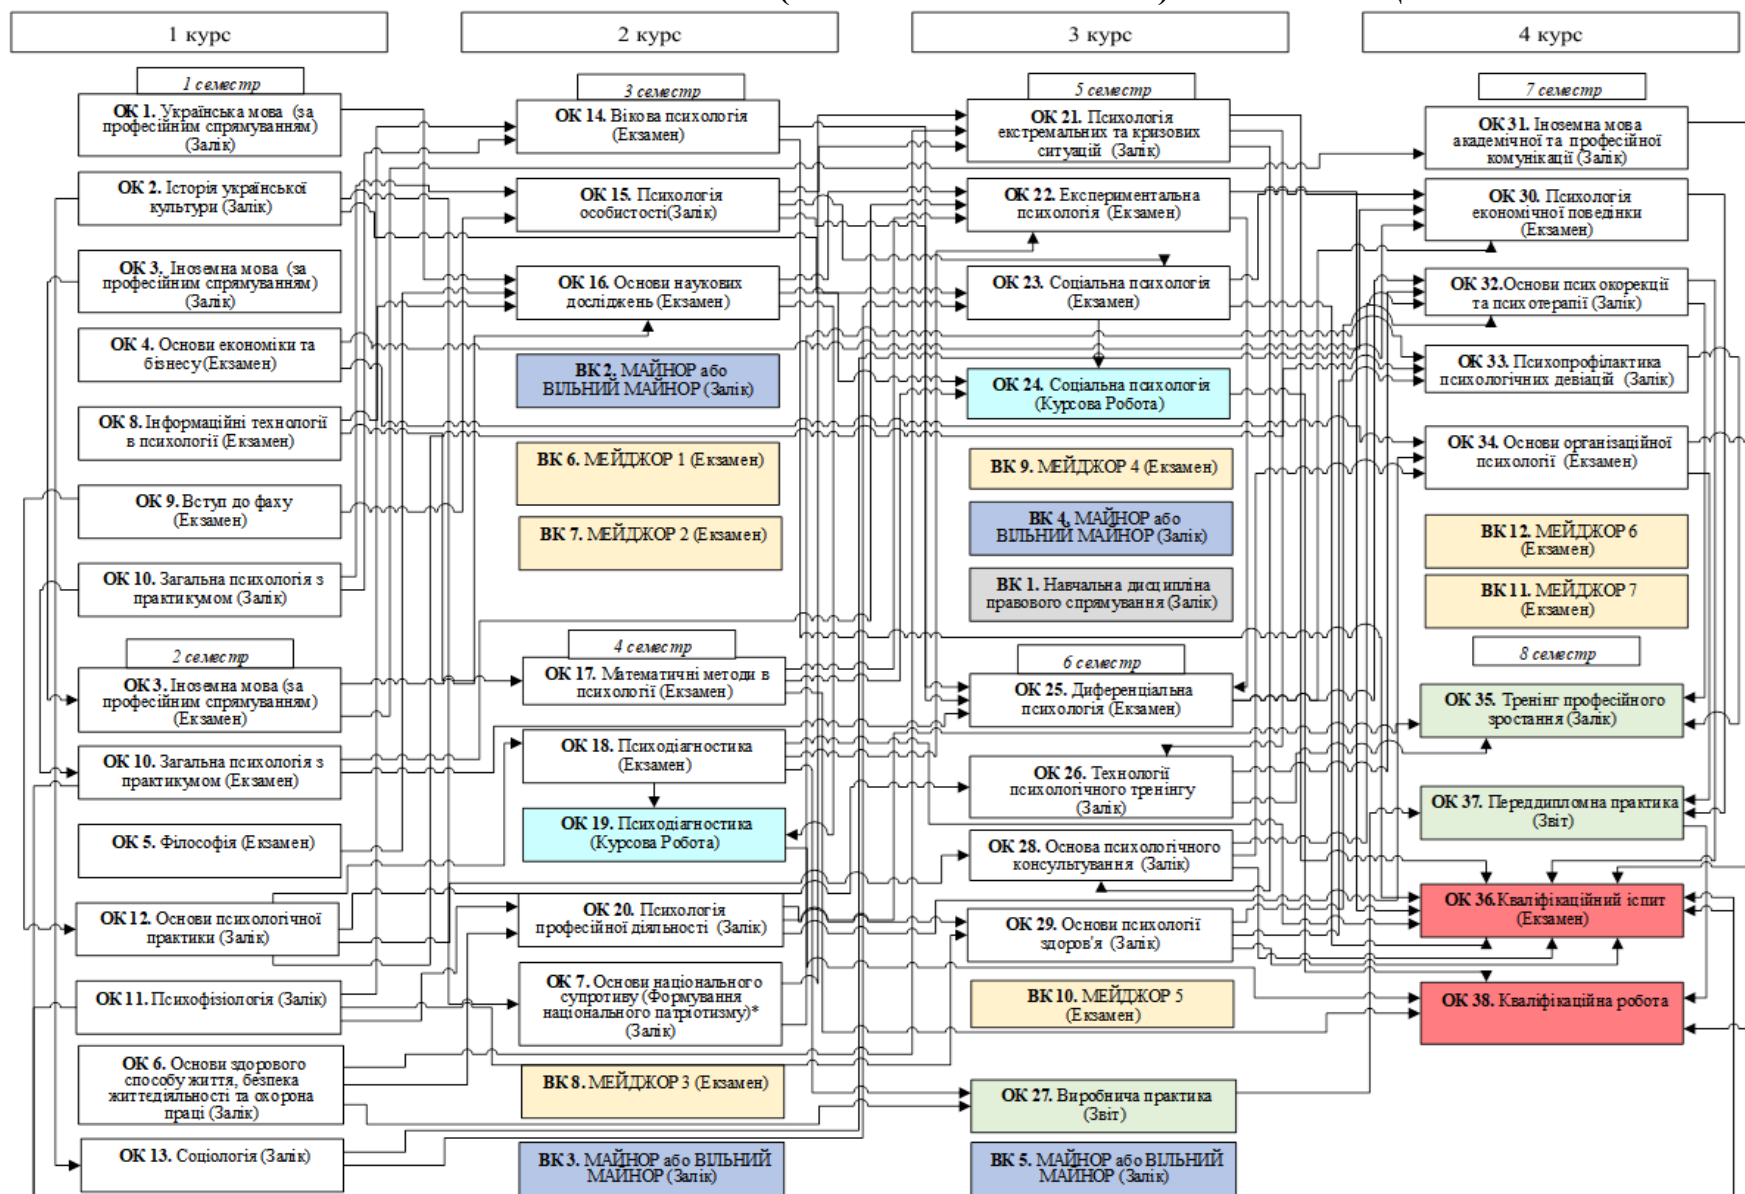 1 курс
2 курс
3 курс
4 курс
1 семестр
ОК 1. Українська мова (за
професійним спрямуванням)
(Залік)
ОК 2. Історія української
культури (Залік)
ОК 3. Іноземна мова (за
професійним спрямуванням)
(Залік)
ОК 4. Основи економіки та
бізнесу (Екзамен)
ОК 8. Інформаційні технології
в психології (Екзамен)
ОК 9. Вступ до фаху
(Екзамен)
ОК 10. Загальна психологія з
практикумом (Залік)
2 семестр
ОК 3. Іноземна мова (за
професійним спрямуванням)
(Екзамен)
ОК 10. Загальна психологія з
практикумом (Екзамен)
ОК 5. Філософія (Екзамен)
ОК 12. Основи психологічної
практики (Залік)
ОК 11. Психофізіологія (Залік)
ОК 6. Основи здорового
способу життя, безпека
життєдіяльності та охорона
праці (Залік)
ОК 13. Соціологія (Залік)
3 семестр
ОК 14. Вікова психологія
(Екзамен)
ОК 15. Психологія
особистості(Залік)
ОК 16. Основи наукових
досліджень (Екзамен)
ВК 2. МАЙНОР або
ВІЛЬНИЙ МАЙНОР (Залік)
ВК 6. МЕЙДЖОР 1 (Екзамен)
ВК 7. МЕЙДЖОР 2 (Екзамен)
4 семестр
ОК 17. Математичні методи в
психології (Екзамен)
ОК 18. Психодіагностика
(Екзамен)
ОК 19. Психодіагностика
(Курсова Робота)
ОК 20. Психологія
професійної діяльності (Залік)
ОК 7. Основи національного
супротиву (Формування
національного патріотизму)*
(Залік)
ВК 8. МЕЙДЖОР 3 (Екзамен)
ВК 3. МАЙНОР або ВІЛЬНИЙ
МАЙНОР (Залік)
5 семестр
ОК 21. Психологія
екстремальних та кризових
ситуацій (Залік)
ОК 22. Експериментальна
психологія (Екзамен)
ОК 23. Соціальна психологія
(Екзамен)
ОК 24. Соціальна психологія
(Курсова Робота)
ВК 9. МЕЙДЖОР 4 (Екзамен)
ВК 4. МАЙНОР або
ВІЛЬНИЙ МАЙНОР (Залік)
ВК 1. Навчальна дисципліна
правового спрямування (Залік)
6 семестр
ОК 25. Диференціальна
психологія (Екзамен)
ОК 26. Технології
психологічного тренінгу
(Залік)
ОК 28. Основа психологічного
консультування (Залік)
ОК 29. Основи психології
здоров'я (Залік)
ВК 10. МЕЙДЖОР 5
(Екзамен)
ОК 27. Виробнича практика
(Звіт)
ВК 5. МАЙНОР або ВІЛЬНИЙ
МАЙНОР (Залік)
7 семестр
ОК 31. Іноземна мова
академічної та професійної
комунікації (Залік)
ОК 30. Психологія
економічної поведінки
(Екзамен)
ОК 32.Основи псих окорекції
та псих отерапії (Залік)
ОК 33. Психопрофілактика
психологічних девіацій (Залік)
ОК 34. Основи організаційної
психології (Екзамен)
ВК 12. МЕЙДЖОР 6
(Екзамен)
ВК 11. МЕЙДЖОР 7
(Екзамен)
8 семестр
ОК 35. Тренінг професійного
зростання (Залік)
ОК 37. Переддипломна практика
(Звіт)
ОК 36. Кваліфікаційний іспит
(Екзамен)
ОК 38. Кваліфікаційна робота